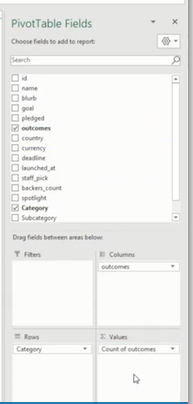 PivotTable Fields
Choose fields to add to report:
Search
id
name
blurb
goal
pledged
outcomes
country
currency
deadline
launched_at
staff_pick
backers_count
spotlight
Category
Subcategory
Drag fields between areas below:
Filters
Columns
outcomes
Rows
Σ Values
Category
Count of outcomes